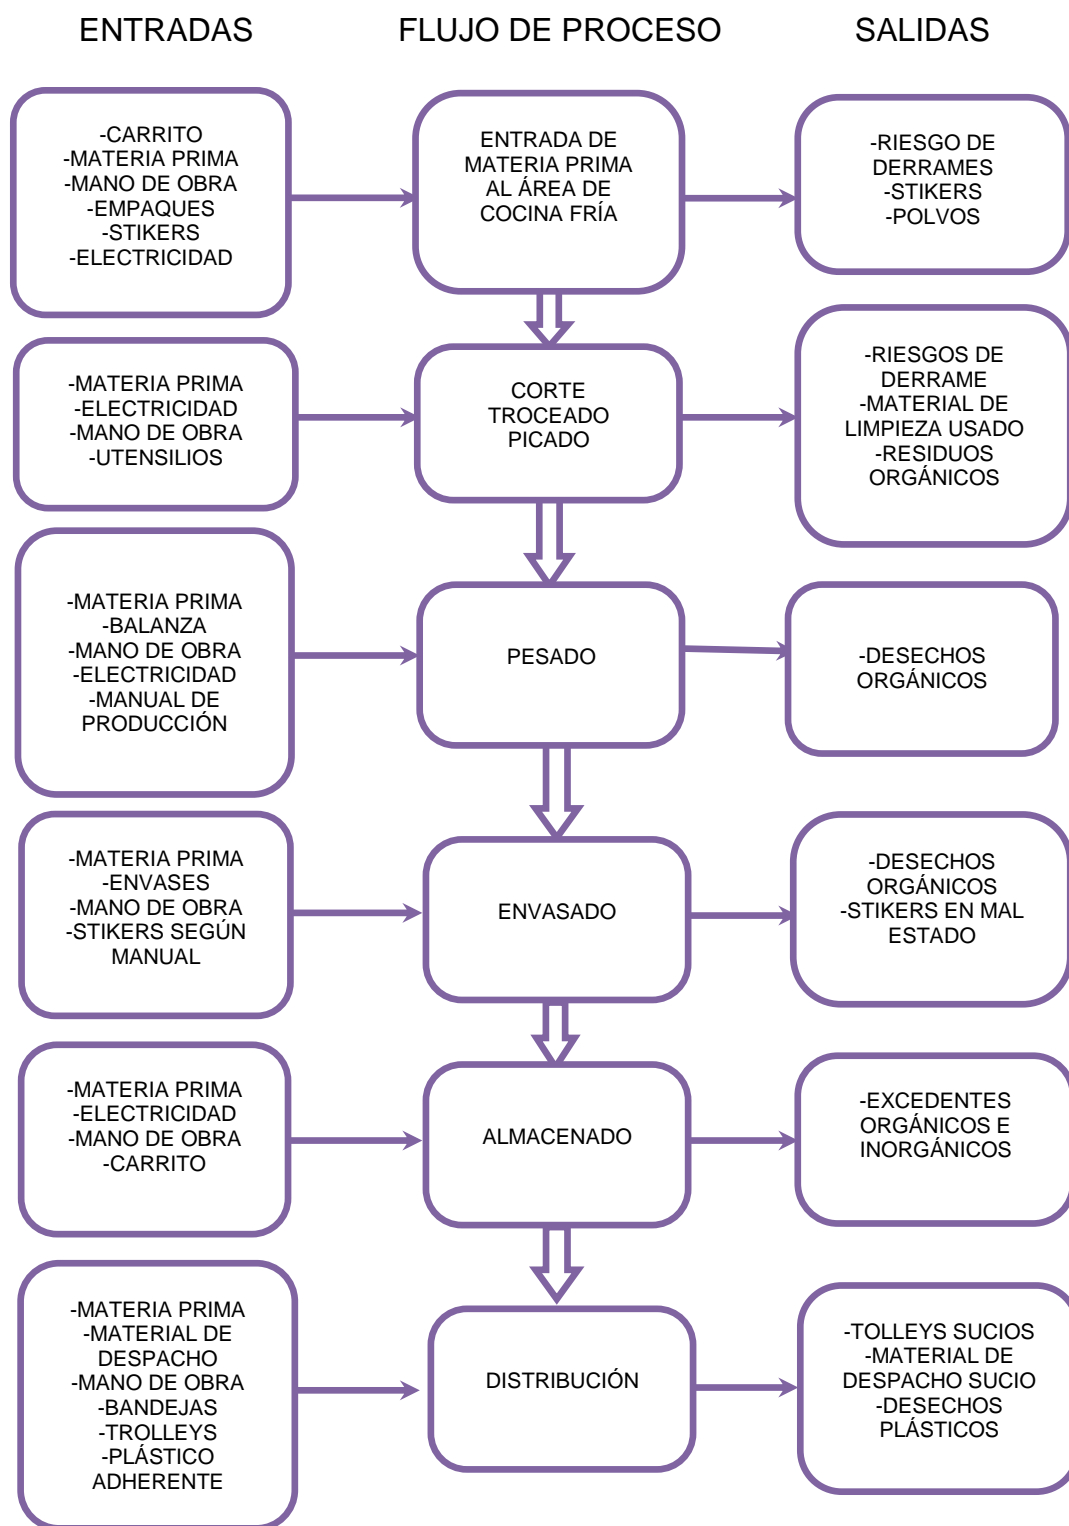 ENTRADAS
FLUJO DE PROCESO
SALIDAS
-CARRITO
-MATERIA PRIMA
-MANO DE OBRA
-EMPAQUES
-STIKERS
-ELECTRICIDAD
ENTRADA DE
MATERIA PRIMA
AL ÁREA DE
COCINA FRÍA
-RIESGO DE
DERRAMES
-STIKERS
-POLVOS
-MATERIA PRIMA
-ELECTRICIDAD
-MANO DE OBRA
-UTENSILIOS
CORTE
TROCEADO
PICADO
-RIESGOS DE
DERRAME
-MATERIAL DE
LIMPIEZA USADO
-RESIDUOS
ORGÁNICOS
-MATERIA PRIMA
-BALANZA
-MANO DE OBRA
-ELECTRICIDAD
-MANUAL DE
PRODUCCIÓN
PESADO
-DESECHOS
ORGÁNICOS
-MATERIA PRIMA
-ENVASES
-MANO DE OBRA
-STIKERS SEGÚN
MANUAL
ENVASADO
-DESECHOS
ORGÁNICOS
-STIKERS EN MAL
ESTADO
-MATERIA PRIMA
-ELECTRICIDAD
-MANO DE OBRA
-CARRITO
ALMACENADO
-EXCEDENTES
ORGÁNICOS E
INORGÁNICOS
-MATERIA PRIMA
-MATERIAL DE
DESPACHO
-MANO DE OBRA
-BANDEJAS
-TROLLEYS
-PLÁSTICO
ADHERENTE
DISTRIBUCIÓN
-TOLLEYS SUCIOS
-MATERIAL DE
DESPACHO SUCIO
-DESECHOS
PLÁSTICOS